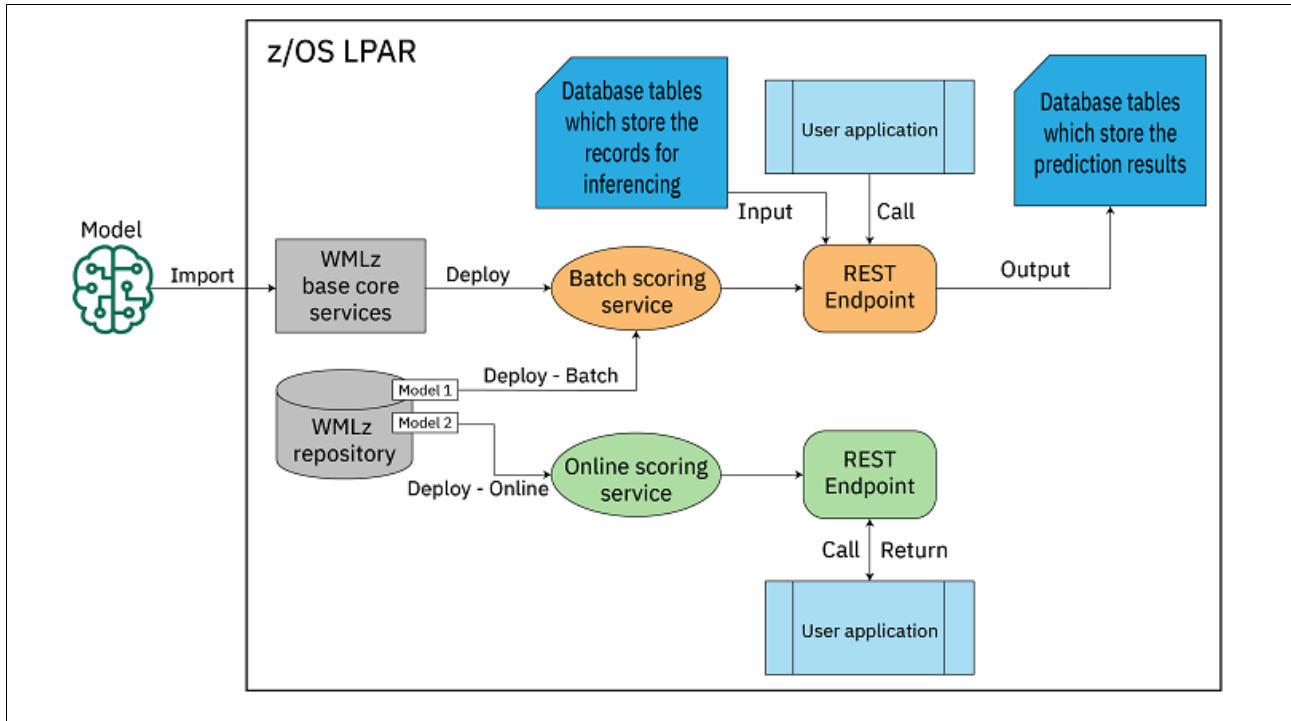 z/OS LPAR
Database tables
which store the
records for
inferencing
User application
Database tables
which store the
prediction results
Input
Call
Model
Import
WMLz
base core
services
Deploy
Batch scoring
service
REST
Endpoint
Output
Deploy - Batch
Model 1
Model 2
WMLz
repository
Deploy - Online
Online scoring
service
REST
Endpoint
Call
Return
User application